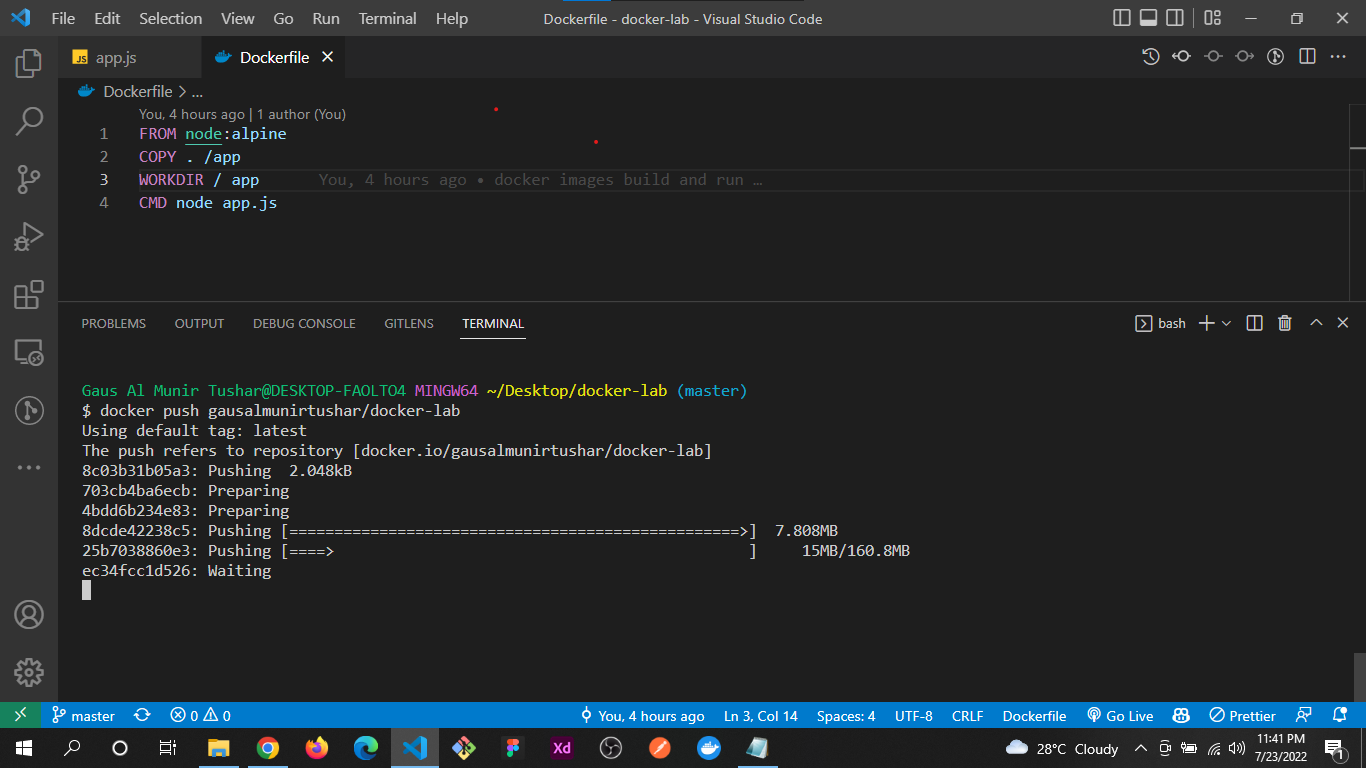 File Edit Selection View Go Run Terminal Help Dockerfile - docker-lab - Visual Studio Code
JS app.js Dockerfile
Dockerfile > ...
You, 4 hours ago | 1 author (You)
1 FROM node:alpine
2 COPY . /app
3 WORKDIR / app You, 4 hours ago • docker images build and run …
4 CMD node app.js
PROBLEMS OUTPUT DEBUG CONSOLE GITLENS TERMINAL bash
Gaus Al Munir Tushar@DESKTOP-FAOLTO4 MINGW64 ~/Desktop/docker-lab (master)
$ docker push gausalmunirtushar/docker-lab
Using default tag: latest
The push refers to repository [docker.io/gausalmunirtushar/docker-lab]
8c03b31b05a3: Pushing 2.048kB
703cb4ba6ecb: Preparing
4bdd6b234e83: Preparing
8dcde42238c5: Pushing [==================================================>] 7.808MB
25b7038860e3: Pushing [====> ] 15MB/160.8MB
ec34fcc1d526: Waiting
master 0 0 You, 4 hours ago Ln 3, Col 14 Spaces: 4 UTF-8 CRLF Dockerfile Go Live Prettier
Xd 28°C Cloudy 11:41 PM
7/23/2022 1